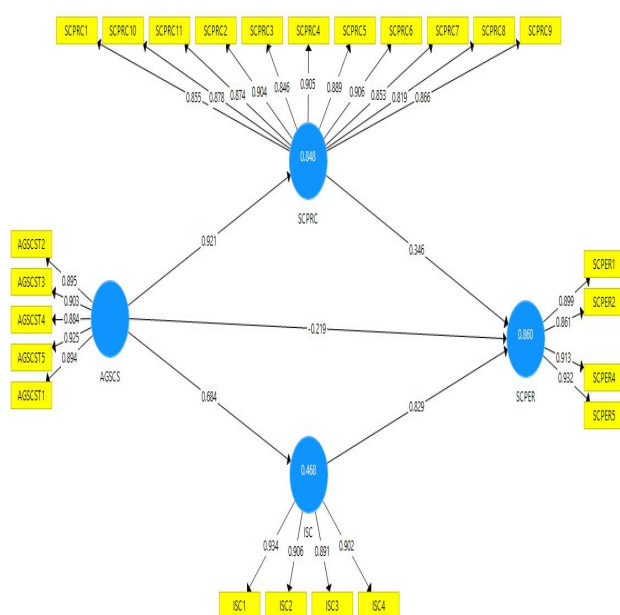 SCPRC1 SCPRC10 SCPRC11 SCPRC2 SCPRC3 SCPRC4 SCPRC5 SCPRC6 SCPRC7 SCPRC8 SCPRC9
0.855 0.878 0.874 0.904 0.846 0.905 0.889 0.906 0.853 0.819 0.866
0.848
SCPRC
0.921
0.346
AGSCST2
AGSCST3
AGSCST4
AGSCST5
AGSCST1
0.895
0.903
0.884
0.925
0.894
AGSCS
-0.219
SCPER1
SCPER2
SCPER4
SCPER5
0.899
0.861
0.913
0.932
0.860
SCPER
0.684
0.829
0.468
ISC
0.934 0.906 0.891 0.902
ISC1 ISC2 ISC3 ISC4